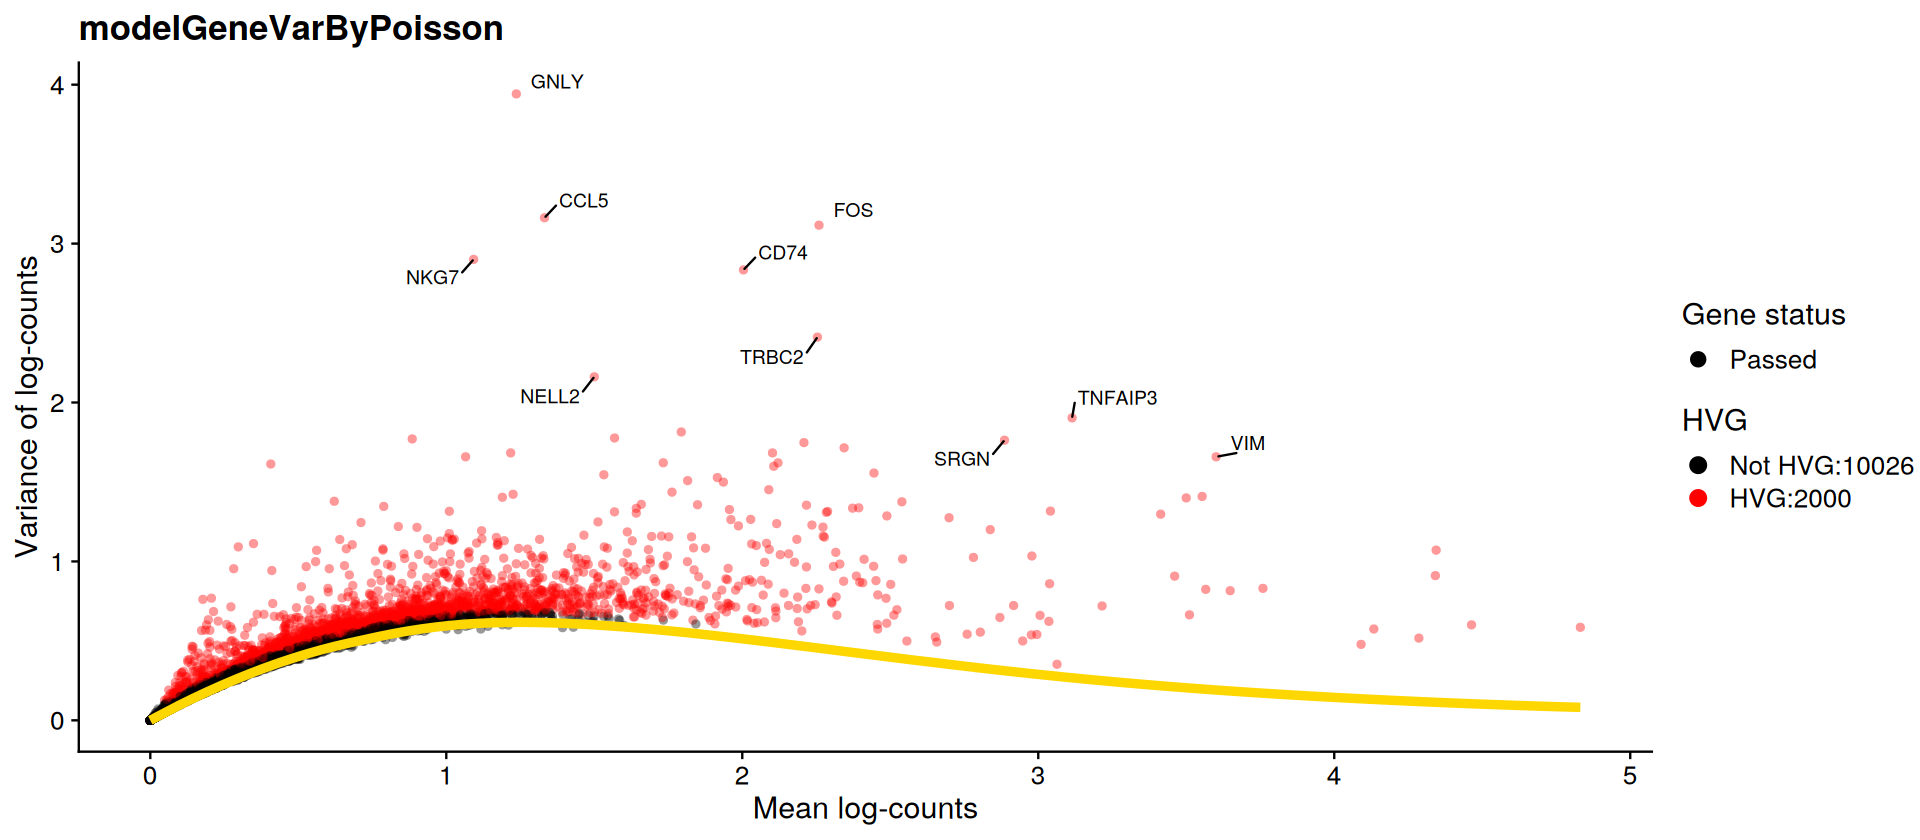 modelGeneVarByPoisson
4
3
2
1
0
Variance of log-counts
GNLY
CCL5
FOS
NKG7
CD74
TRBC2
NELL2
TNFAIP3
SRGN
VIM
0 1 2 3 4 5
Mean log-counts
Gene status
Passed
HVG
Not HVG:10026
HVG:2000